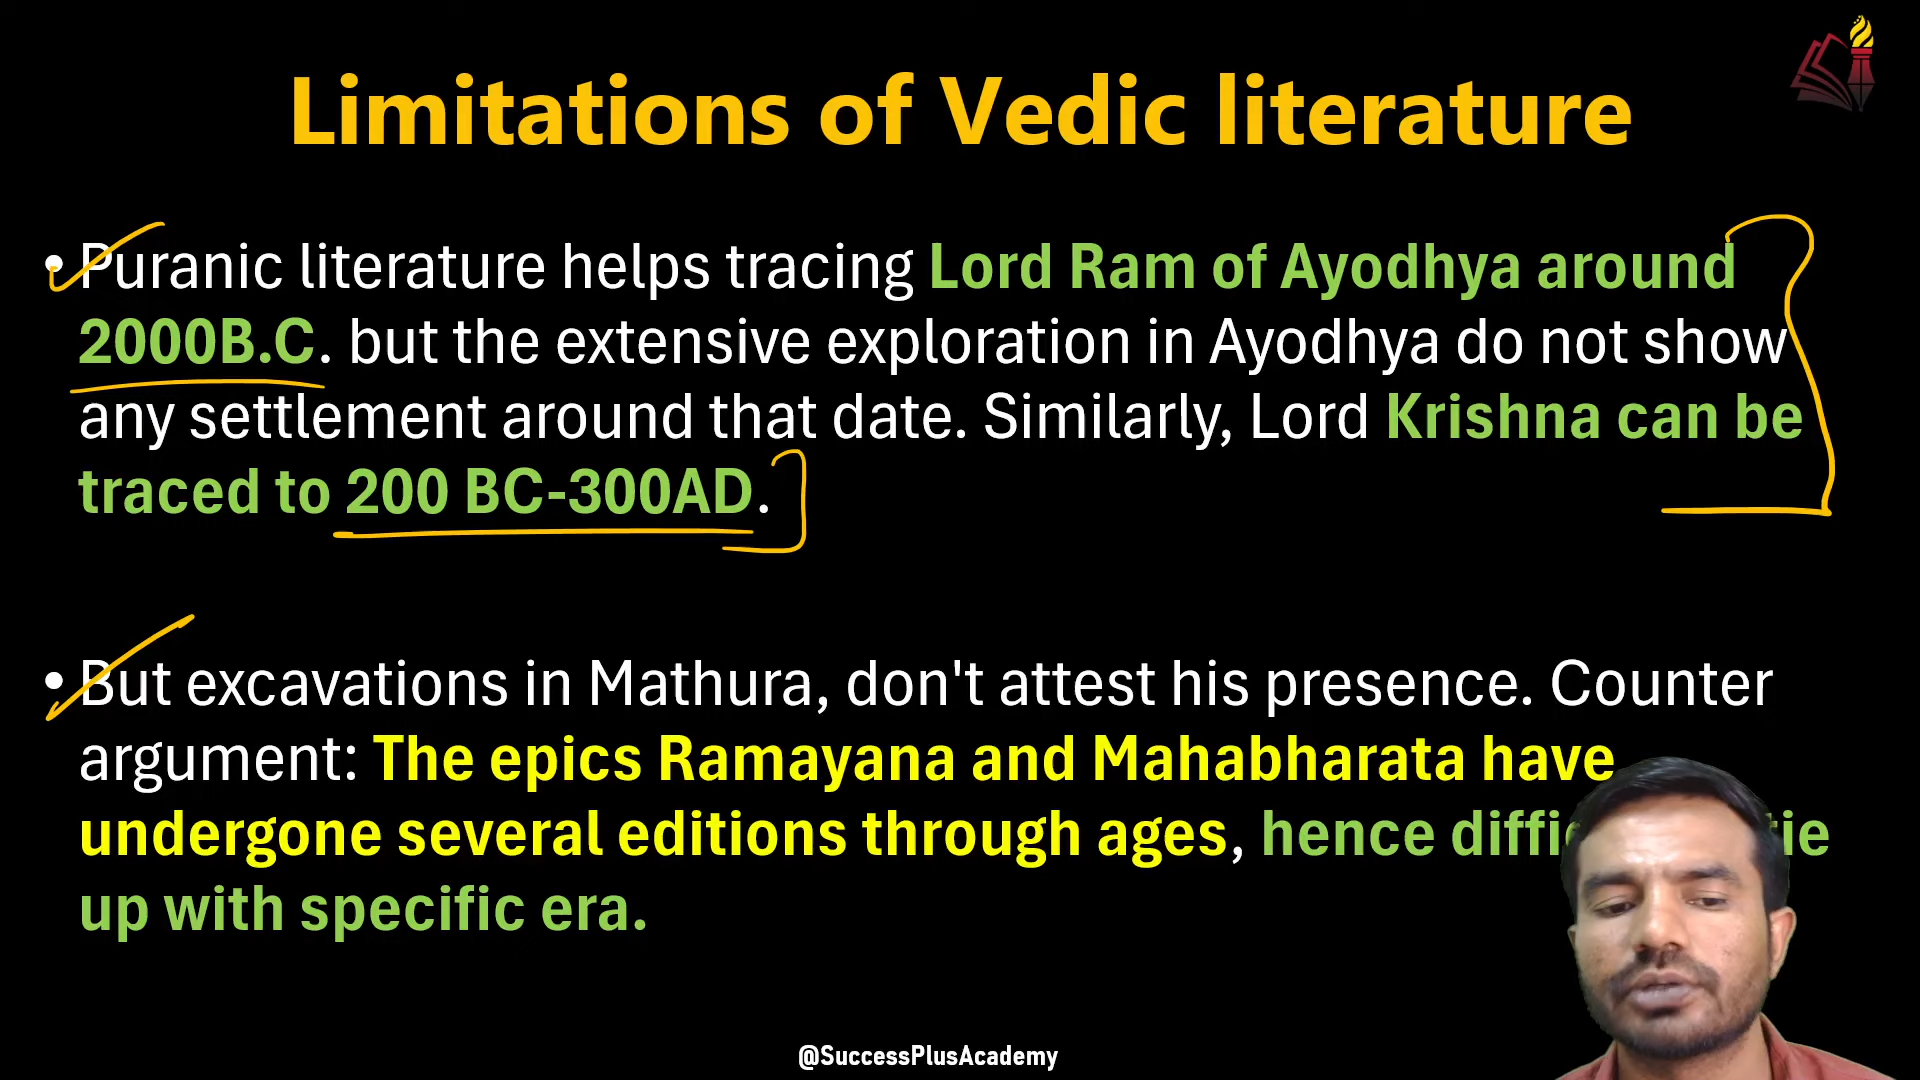 Limitations of Vedic literature
• Puranic literature helps tracing Lord Ram of Ayodhya around
2000B.C. but the extensive exploration in Ayodhya do not show
any settlement around that date. Similarly, Lord Krishna can be
traced to 200 BC-300AD.
• But excavations in Mathura, don't attest his presence. Counter
argument: The epics Ramayana and Mahabharata have
undergone several editions through ages, hence tie
up with specific era.
@SuccessPlusAcademy